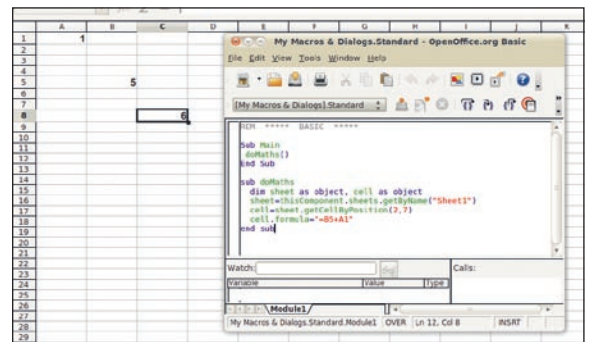 A B C D E F G H I J K
1 1
2
3
4
5 5
6
7
8 6
9
10
11
12
13
14
15
16
17
18
19
20
21
22
23
24
25
26
27
28
29
My Macros & Dialogs.Standard - OpenOffice.org Basic
File Edit View Tools Window Help
[My Macros & Dialogs].Standard
REM ***** BASIC *****
Sub Main
doMaths()
End Sub
sub doMaths
dim sheet as object, cell as object
sheet=thisComponent.sheets.getByName("Sheet1")
cell=sheet.getCellByPosition(2,7)
cell.formula="=B5+A1"
end sub
Watch: Calls:
Variable Value Type
Module1
My Macros & Dialogs.Standard.Module1 OVER Ln 12, Col 8 INSRT